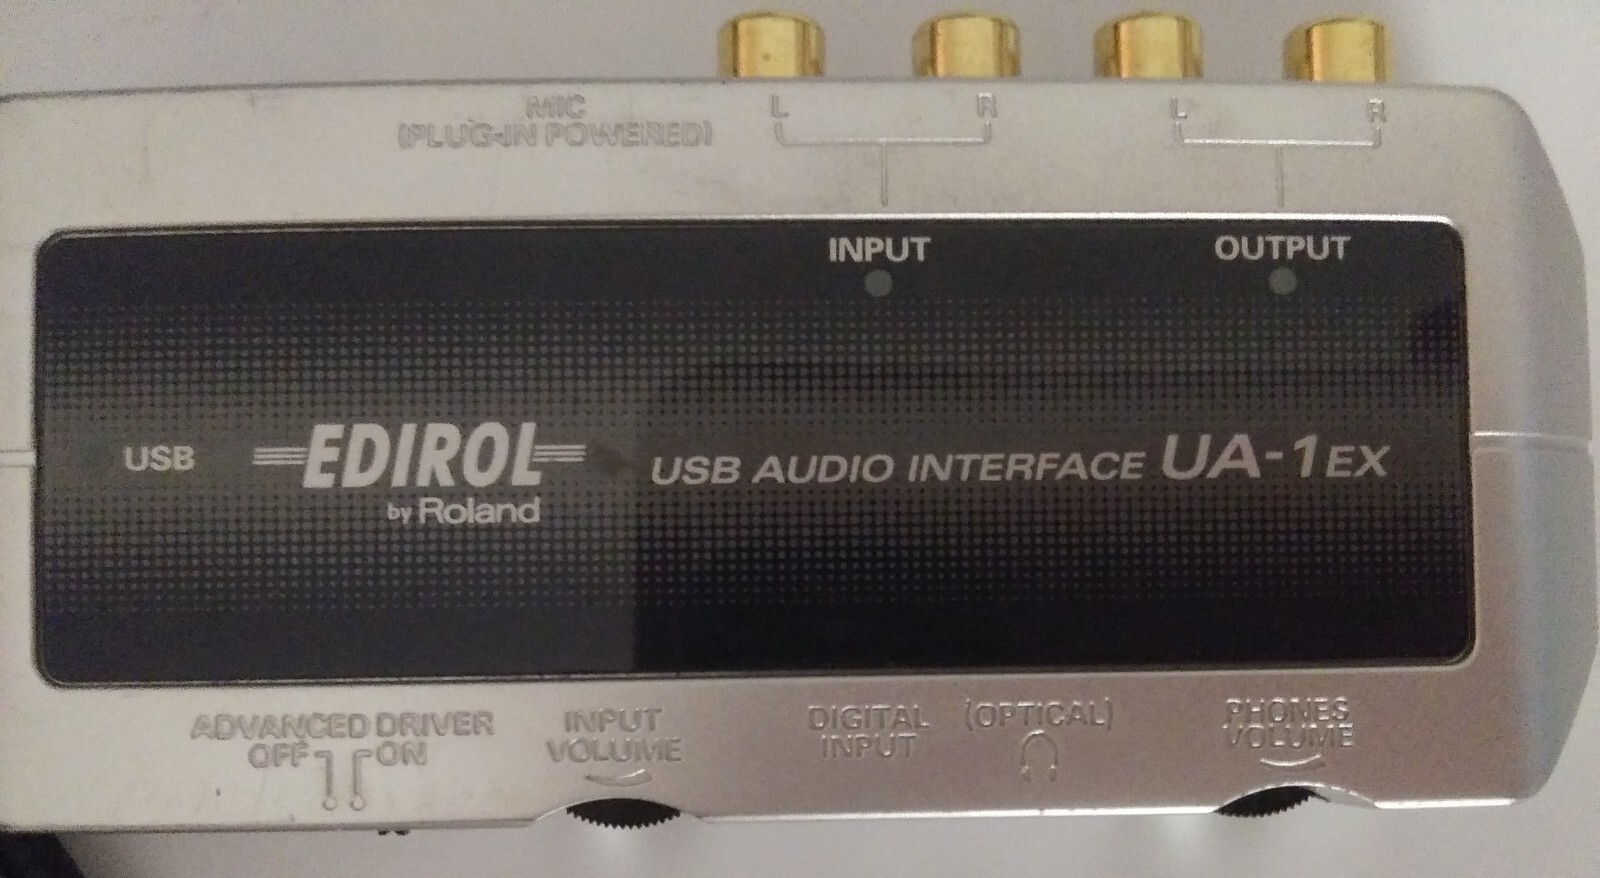 MIC
(PLUG-IN POWERED)
L R
L R
INPUT
OUTPUT
USB
EDIROL
by Roland
USB AUDIO INTERFACE UA-1EX
ADVANCED DRIVER
OFF ON
INPUT
VOLUME
DIGITAL
INPUT
(OPTICAL)
PHONES
VOLUME